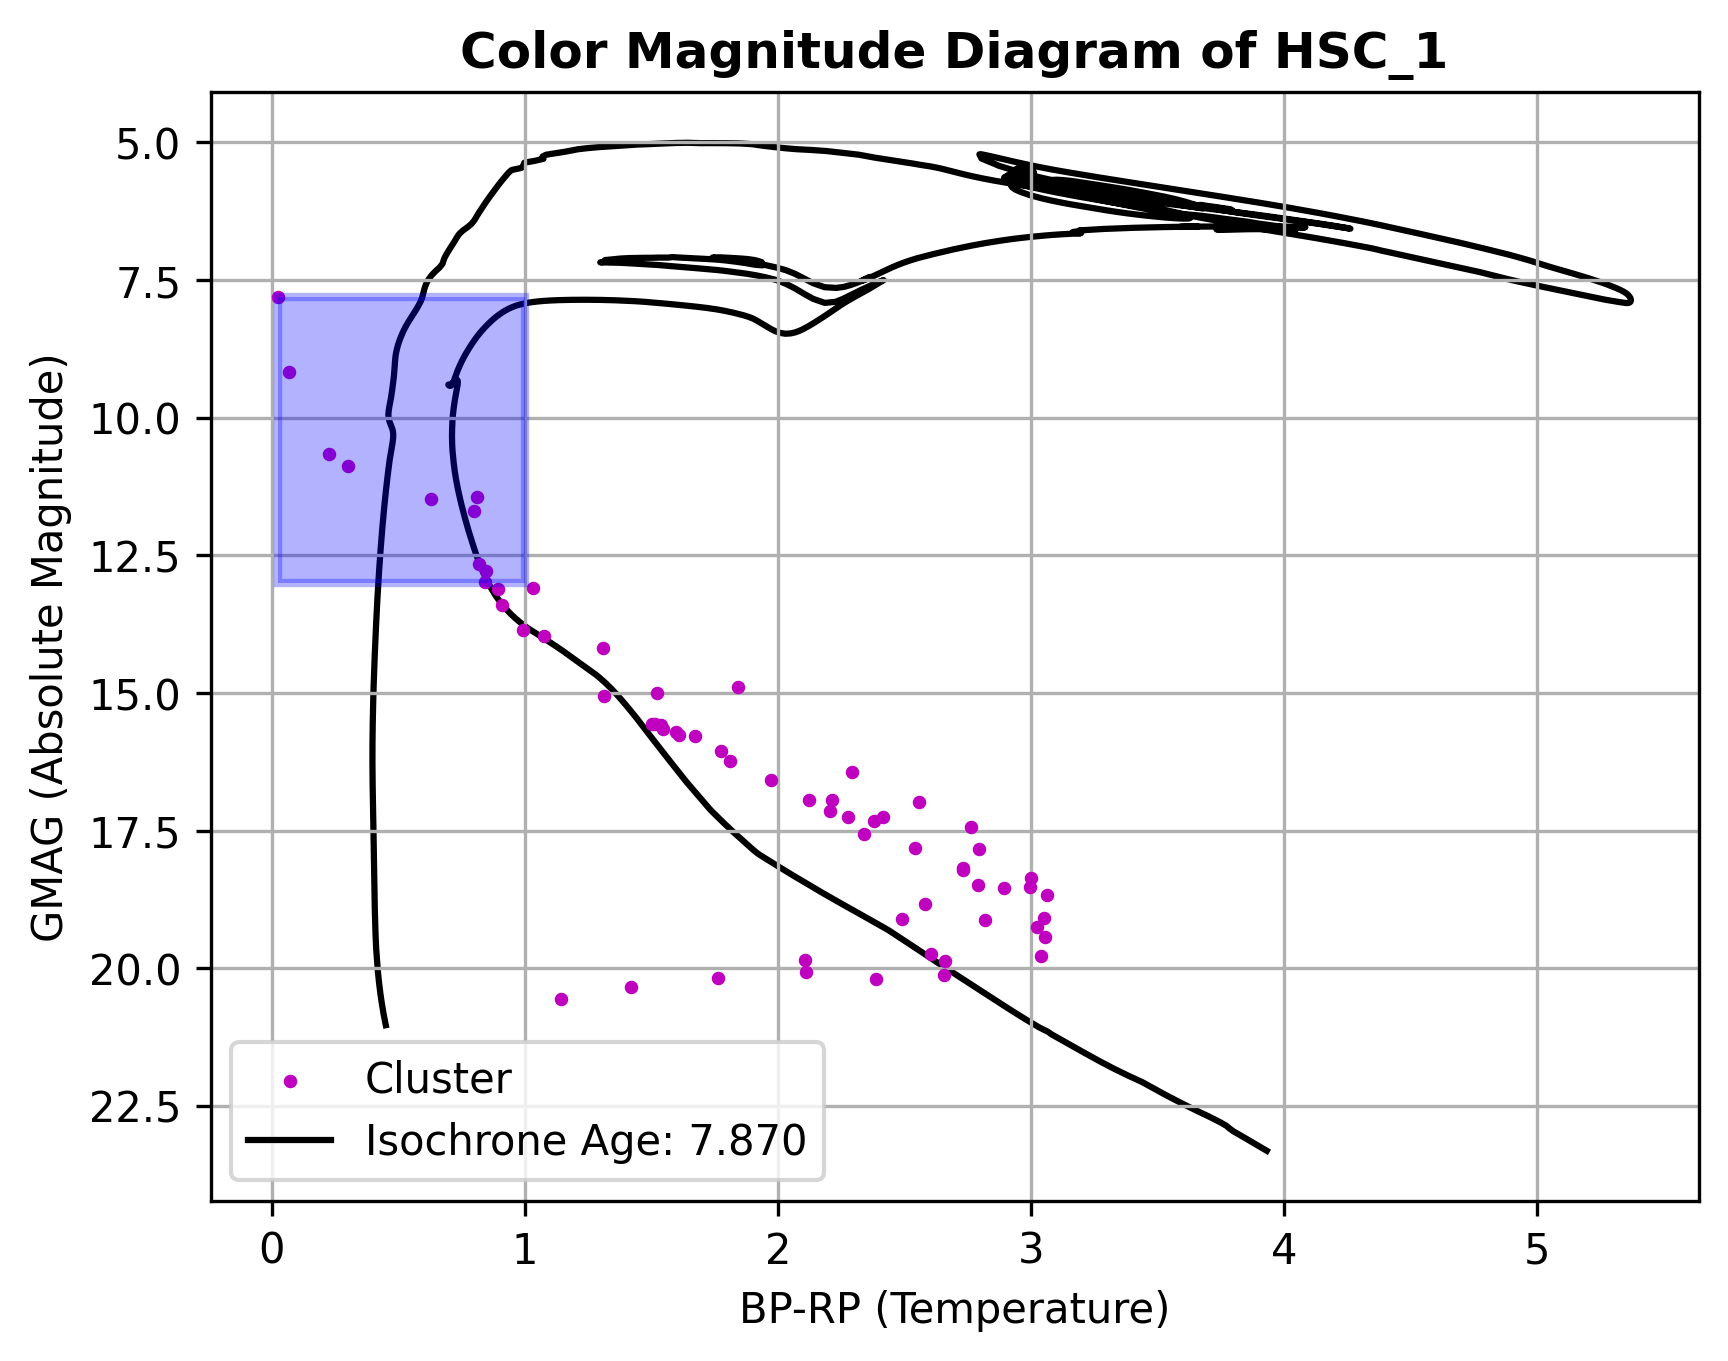 Color Magnitude Diagram of HSC_1
GMAG (Absolute Magnitude)
5.0
7.5
10.0
12.5
15.0
17.5
20.0
22.5
Cluster
Isochrone Age: 7.870
0 1 2 3 4 5
BP-RP (Temperature)